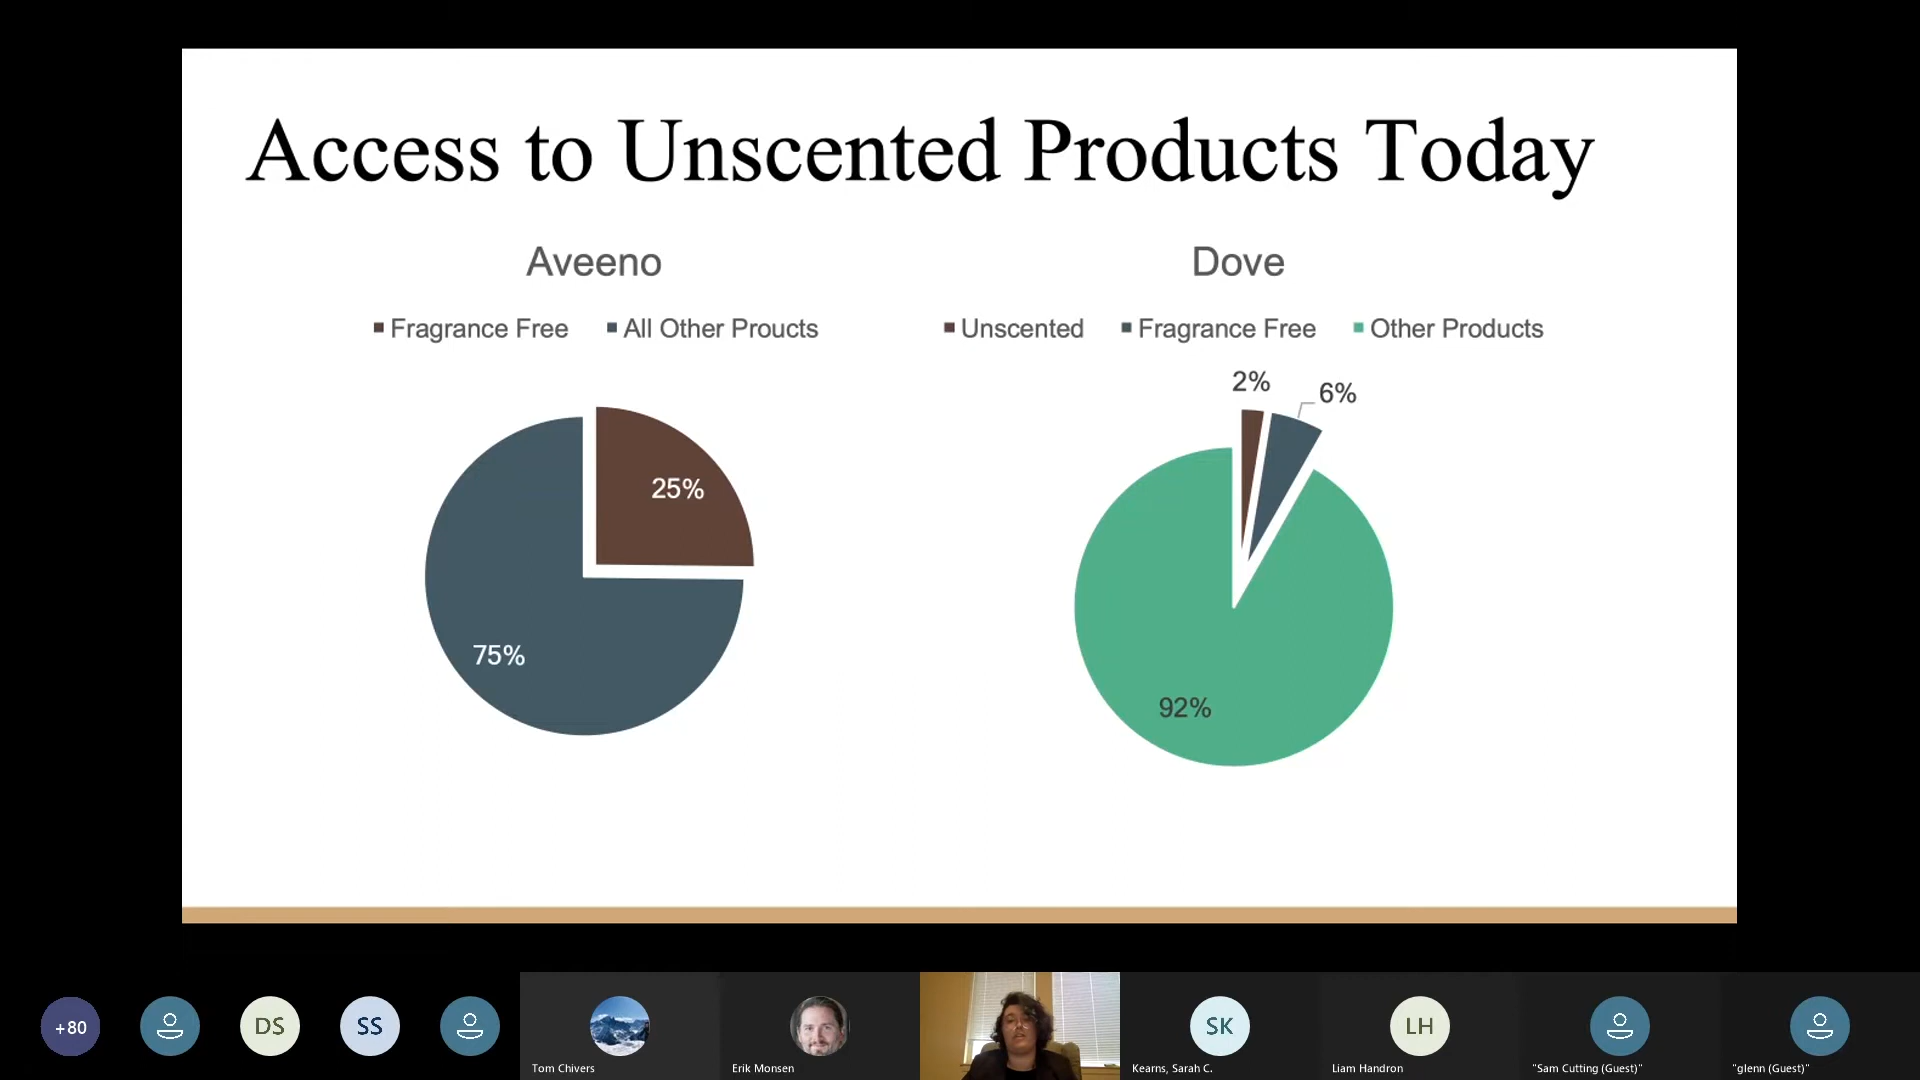 Access to Unscented Products Today
Aveeno
Fragrance Free All Other Proucts
25%
75%
Dove
Unscented Fragrance Free Other Products
2%
6%
92%
+80
DS
SS
Tom Chivers
Erik Monsen
SK
Kearns, Sarah C.
LH
Liam Handron
"Sam Cutting (Guest)"
"glenn (Guest)"